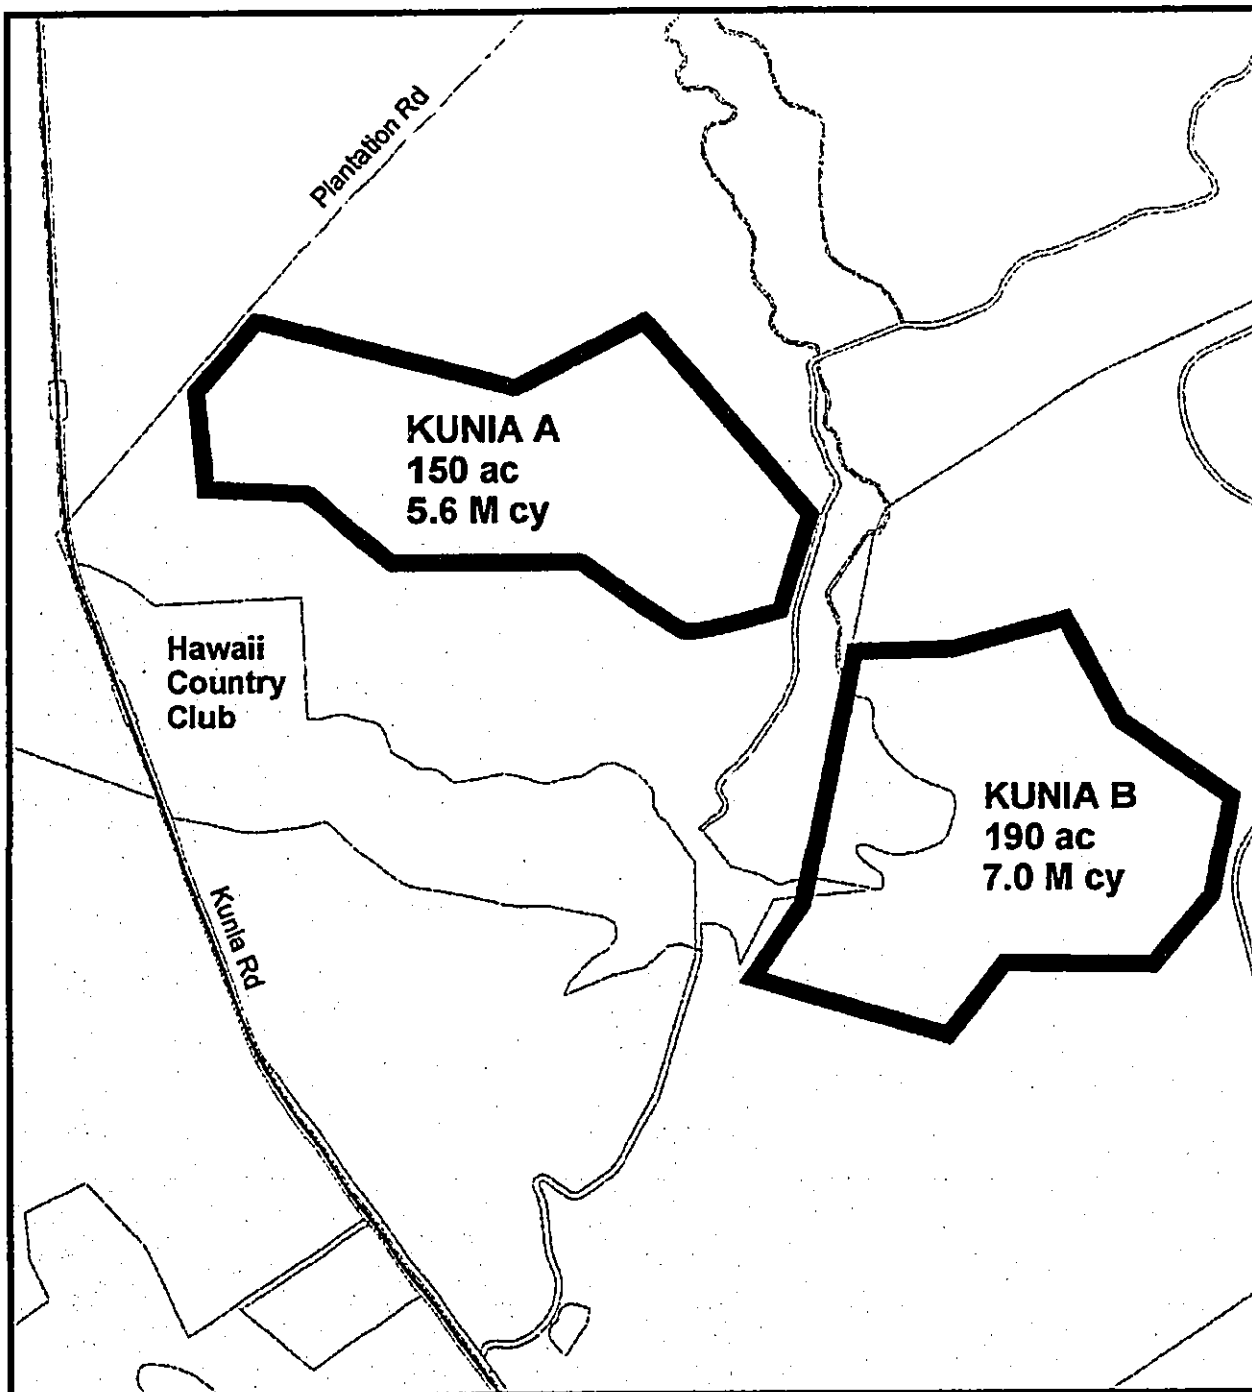 Plantation Rd
KUNIA A
150 ac
5.6 M cy
Hawaii
Country
Club
KUNIA B
190 ac
7.0 M cy
Kunia Rd